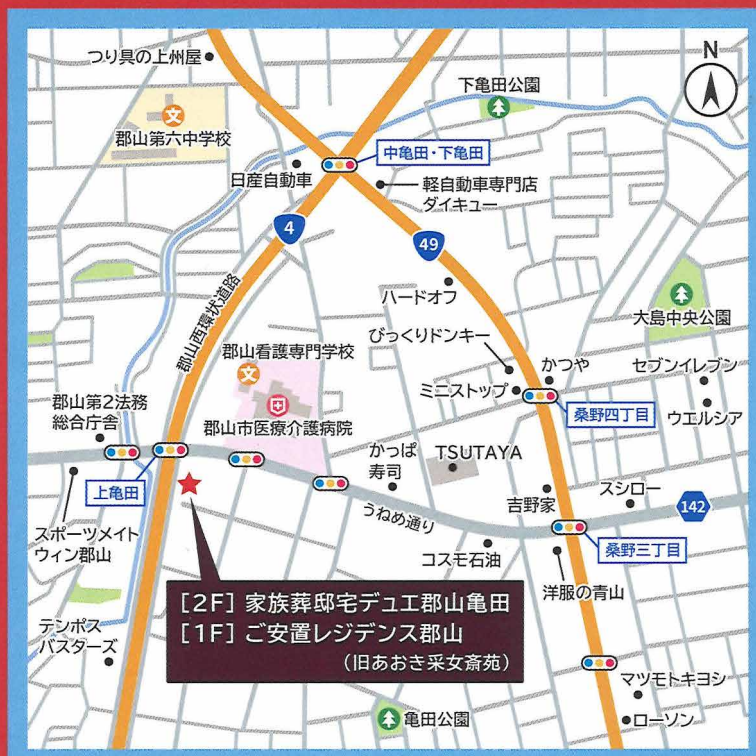 つり具の上州屋
N
下亀田公園
文
郡山第六中学校
中亀田・下亀田
日産自動車
軽自動車専門店
ダイキュー
4
49
郡山西環状道路
ハードオフ
大島中央公園
びっくりドンキー
郡山看護専門学校
文
かつや
セブンイレブン
ミニストップ
郡山第2法務
総合庁舎
郡山市医療介護病院
桑野四丁目
ウエルシア
かっぱ
寿司
TSUTAYA
上亀田
吉野家
スシロー
142
うねめ通り
スポーツメイト
ウィン郡山
コスモ石油
桑野三丁目
洋服の青山
[2F] 家族葬邸宅デュエ郡山亀田
[1F] ご安置レジデンス郡山
(旧あおき采女斎苑)
テンポス
バスターズ
マツモトキヨシ
亀田公園
ローソン